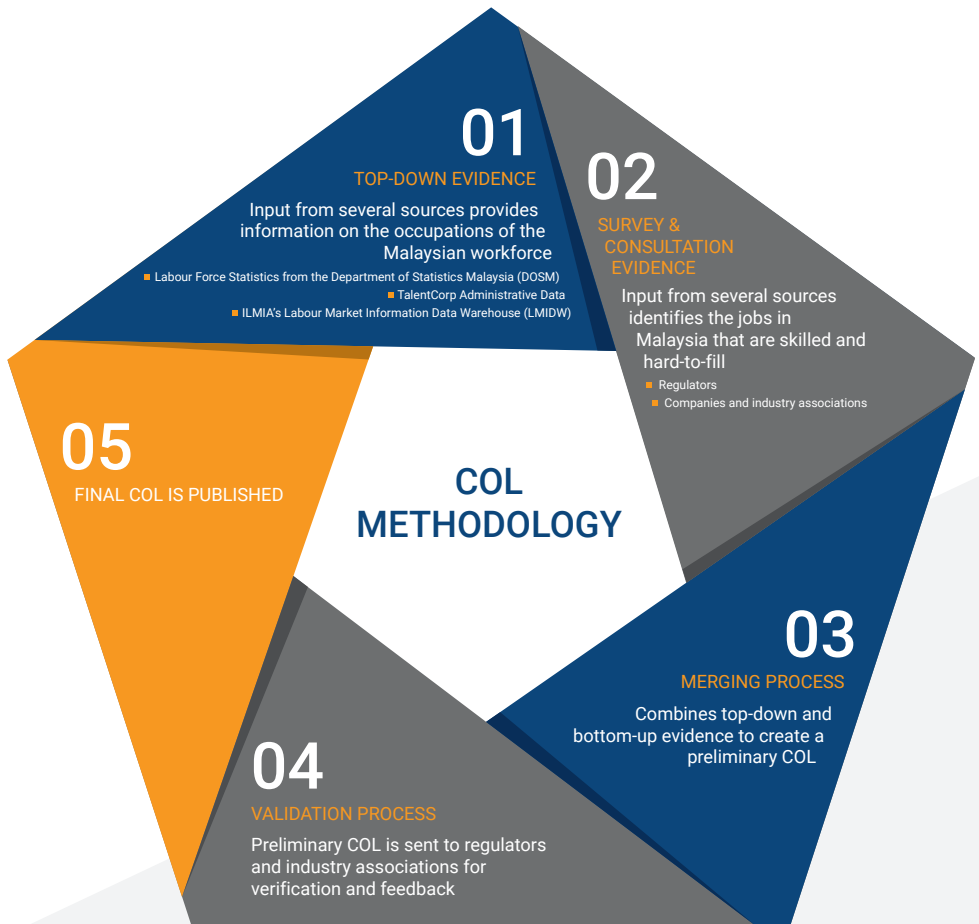 01
TOP-DOWN EVIDENCE
Input from several sources provides
information on the occupations of the
Malaysian workforce
Labour Force Statistics from the Department of Statistics Malaysia (DOSM)
TalentCorp Administrative Data
ILMIA's Labour Market Information Data Warehouse (LMIDW)
02
SURVEY &
CONSULTATION
EVIDENCE
Input from several sources
identifies the jobs in
Malaysia that are skilled and
hard-to-fill
Regulators
Companies and industry associations
COL
METHODOLOGY
03
MERGING PROCESS
Combines top-down and
bottom-up evidence to create a
preliminary COL
04
VALIDATION PROCESS
Preliminary COL is sent to regulators
and industry associations for
verification and feedback
05
FINAL COL IS PUBLISHED